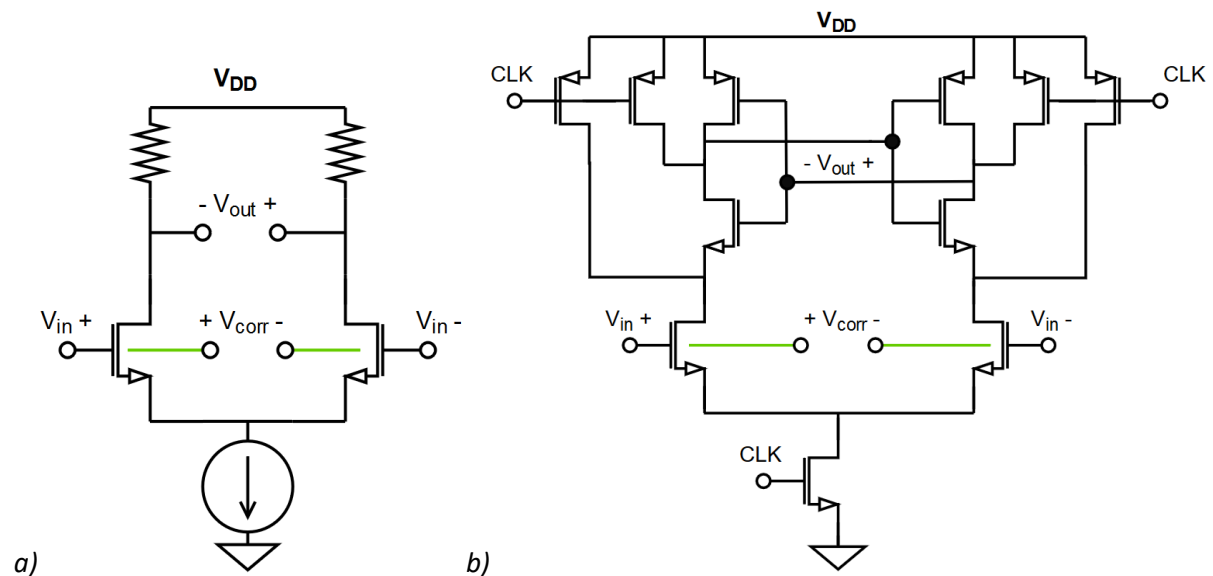 V_DD
- V_out +
V_in +
+ V_corr -
V_in -
a)
V_DD
CLK
CLK
- V_out +
V_in +
+ V_corr -
V_in -
CLK
b)